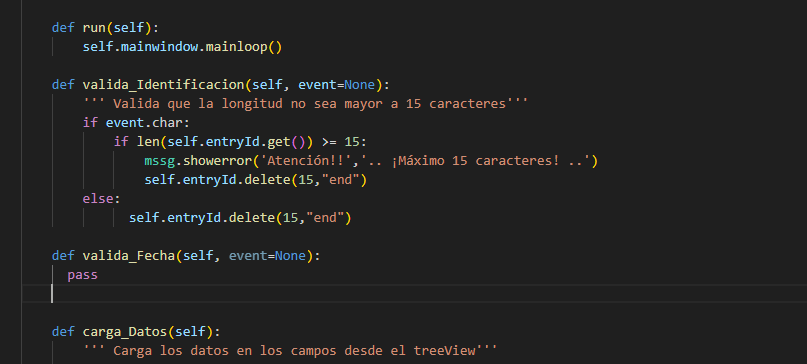 def run(self):
    self.mainwindow.mainloop()
def valida_Identificacion(self, event=None):
    ''' Valida que la longitud no sea mayor a 15 caracteres'''
    if event.char:
        if len(self.entryId.get()) >= 15:
            mssg.showerror('Atención!!','.. ¡Máximo 15 caracteres! ..')
            self.entryId.delete(15,"end")
    else:
          self.entryId.delete(15,"end")
def valida_Fecha(self, event=None):
  pass
def carga_Datos(self):
    ''' Carga los datos en los campos desde el treeView'''